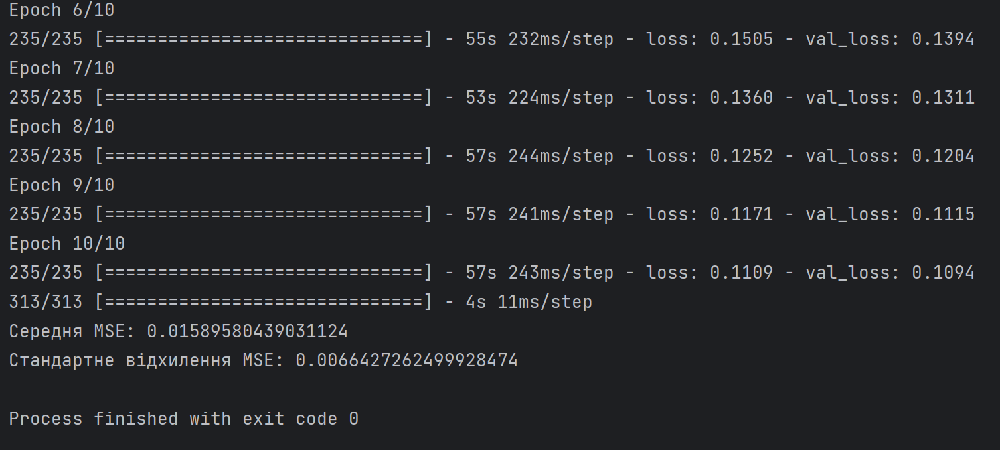 Epoch 6/10
235/235 [==============================] - 55s 232ms/step - loss: 0.1505 - val_loss: 0.1394
Epoch 7/10
235/235 [==============================] - 53s 224ms/step - loss: 0.1360 - val_loss: 0.1311
Epoch 8/10
235/235 [==============================] - 57s 244ms/step - loss: 0.1252 - val_loss: 0.1204
Epoch 9/10
235/235 [==============================] - 57s 241ms/step - loss: 0.1171 - val_loss: 0.1115
Epoch 10/10
235/235 [==============================] - 57s 243ms/step - loss: 0.1109 - val_loss: 0.1094
313/313 [==============================] - 4s 11ms/step
Середня MSE: 0.01589580439031124
Стандартне відхилення MSE: 0.0066427262499928474
Process finished with exit code 0